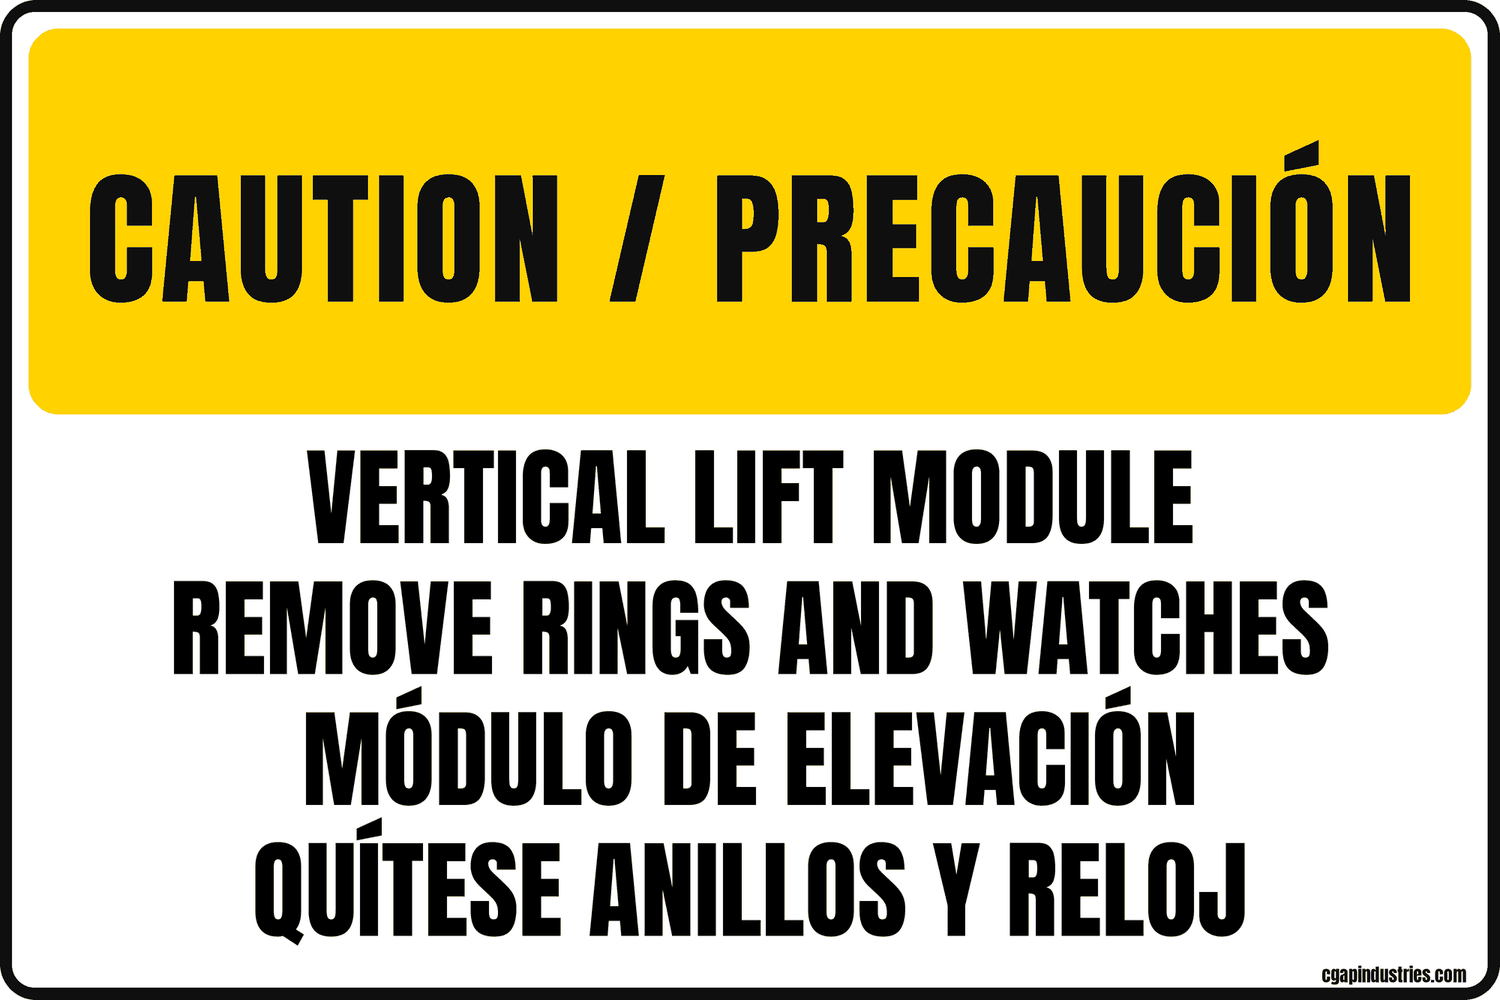 CAUTION / PRECAUCIÓN
VERTICAL LIFT MODULE
REMOVE RINGS AND WATCHES
MÓDULO DE ELEVACIÓN
QUÍTESE ANILLOS Y RELOJ
cgapindustries.com